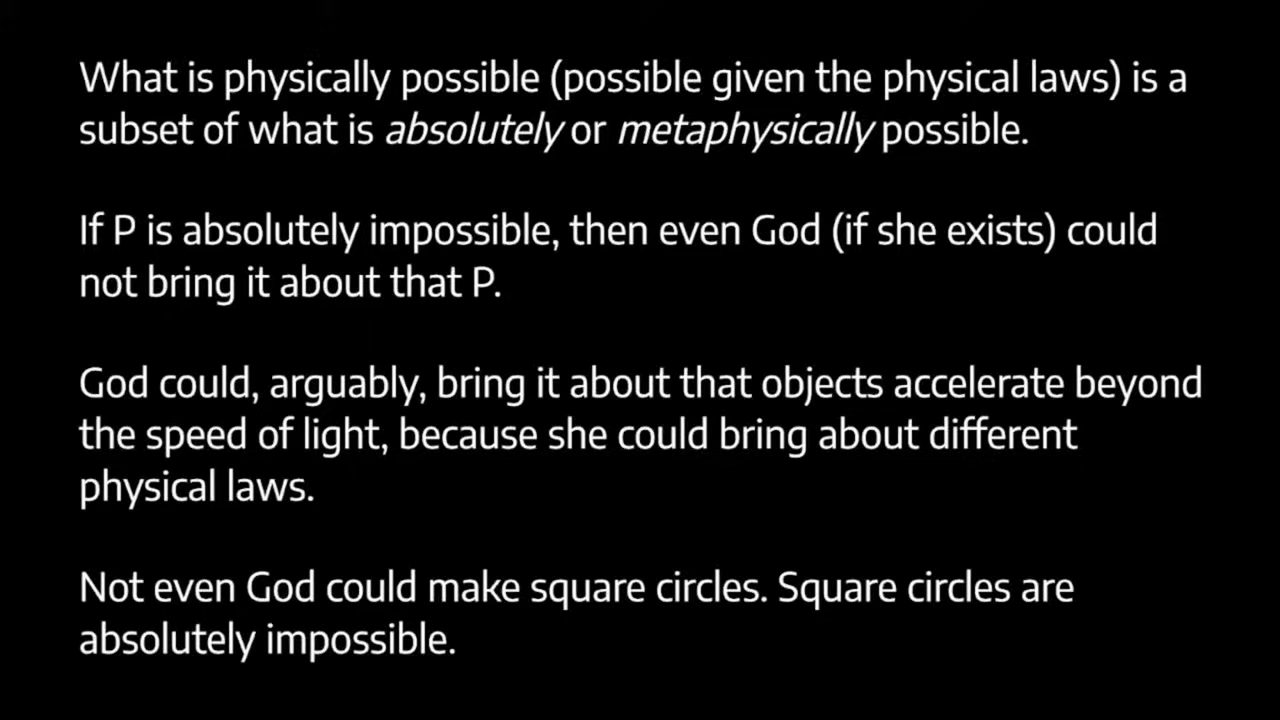 What is physically possible (possible given the physical laws) is a
subset of what is absolutely or metaphysically possible.
If P is absolutely impossible, then even God (if she exists) could
not bring it about that P.
God could, arguably, bring it about that objects accelerate beyond
the speed of light, because she could bring about different
physical laws.
Not even God could make square circles. Square circles are
absolutely impossible.